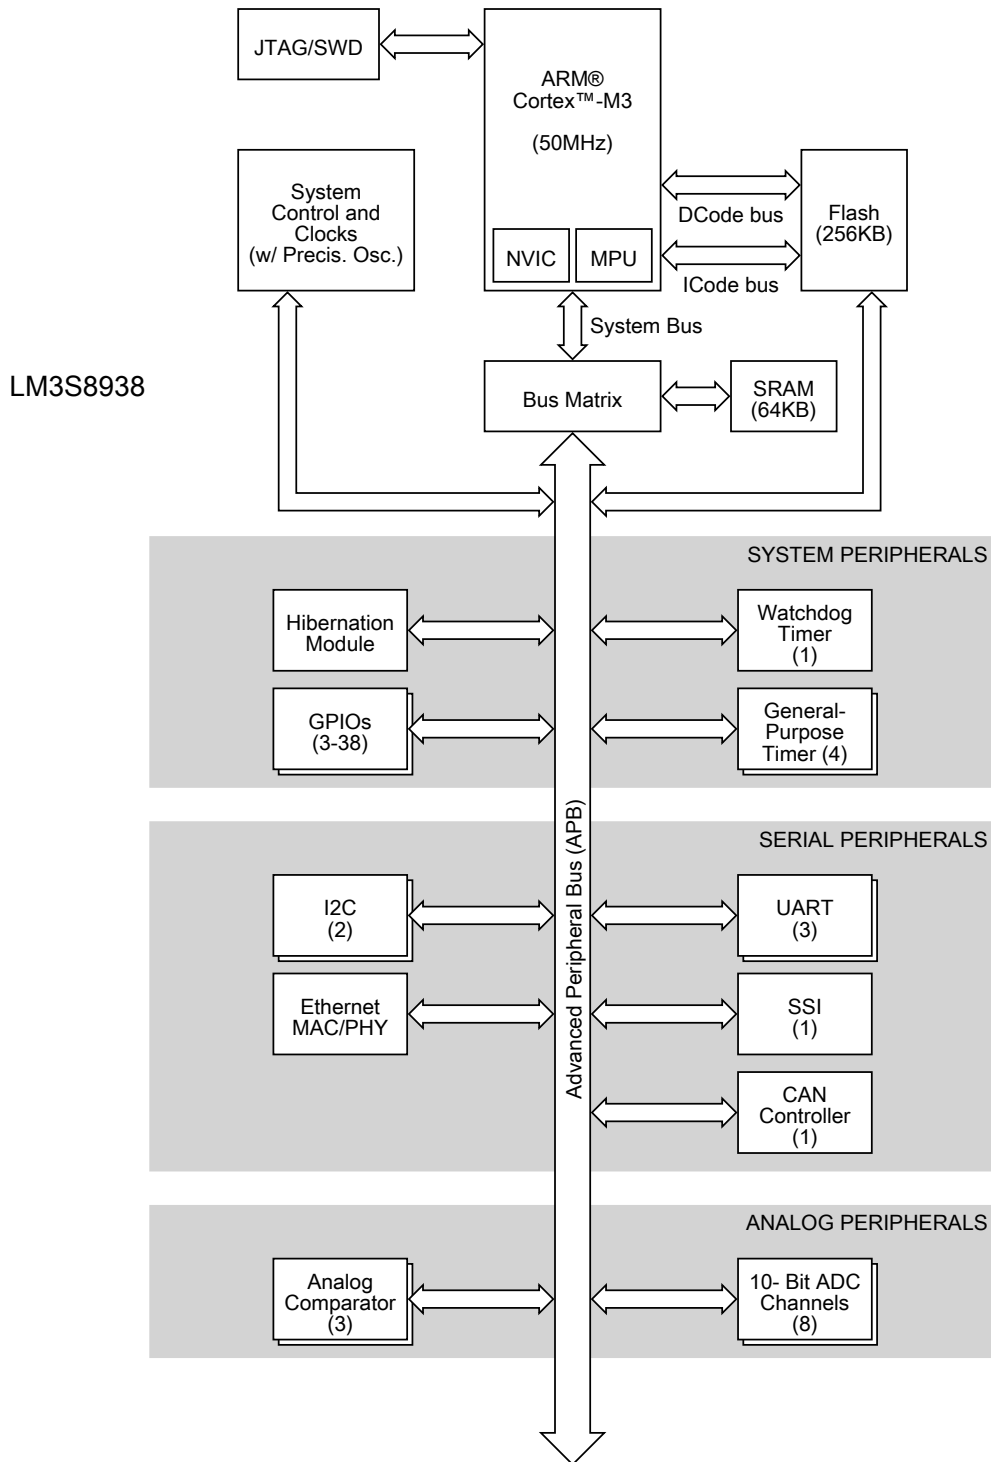 JTAG/SWD
ARM®
Cortex™-M3
(50MHz)
NVIC
MPU
System
Control and
Clocks
(w/ Precis. Osc.)
DCode bus
ICode bus
Flash
(256KB)
System Bus
LM3S8938
Bus Matrix
SRAM
(64KB)
SYSTEM PERIPHERALS
Hibernation
Module
Watchdog
Timer
(1)
GPIOs
(3-38)
General-
Purpose
Timer (4)
Advanced Peripheral Bus (APB)
SERIAL PERIPHERALS
I2C
(2)
UART
(3)
Ethernet
MAC/PHY
SSI
(1)
CAN
Controller
(1)
ANALOG PERIPHERALS
Analog
Comparator
(3)
10- Bit ADC
Channels
(8)